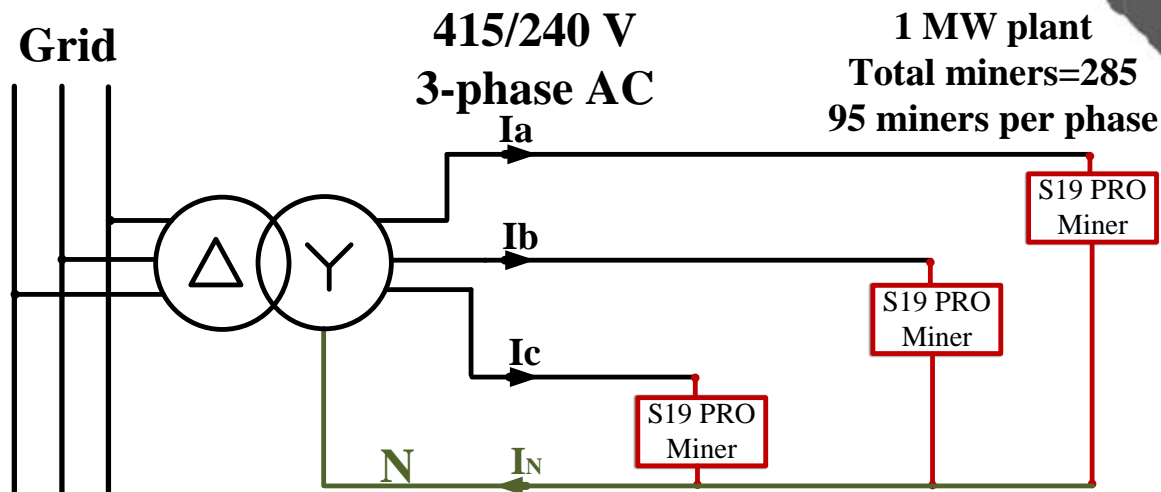 Grid
415/240 V
3-phase AC
1 MW plant
Total miners=285
95 miners per phase
Ia
S19 PRO
Miner
Ib
S19 PRO
Miner
Ic
S19 PRO
Miner
N
IN